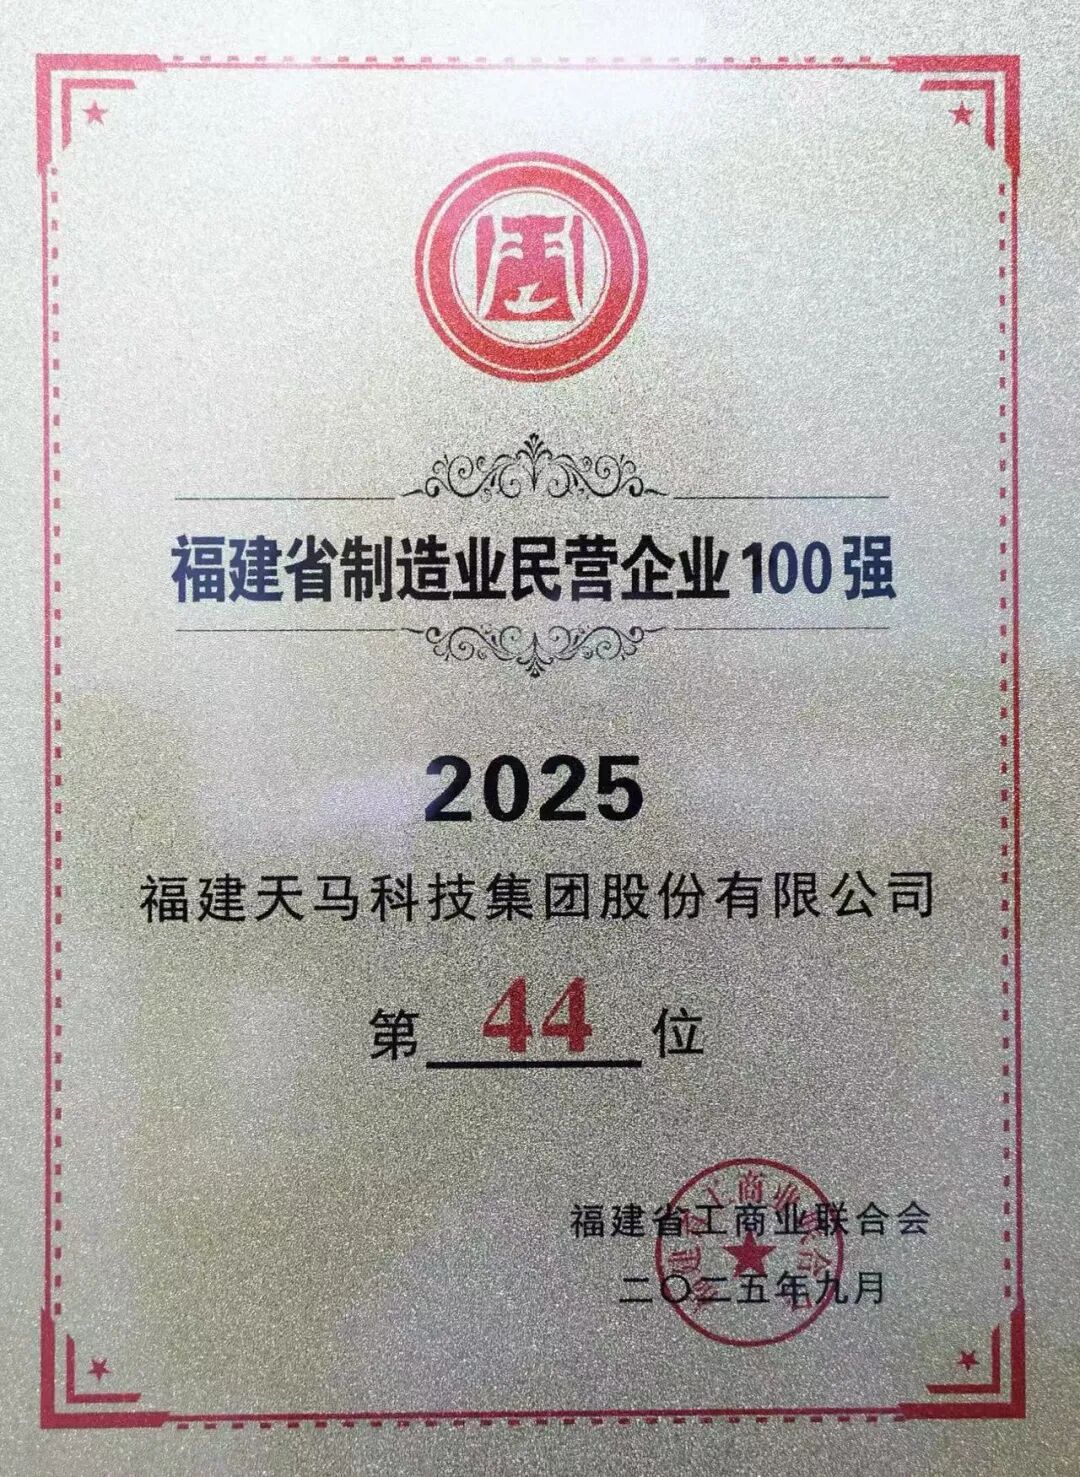 福建省制造业民营企业100强
2025
福建天马科技集团股份有限公司
第44位
福建省工商业联合会
二〇二五年九月